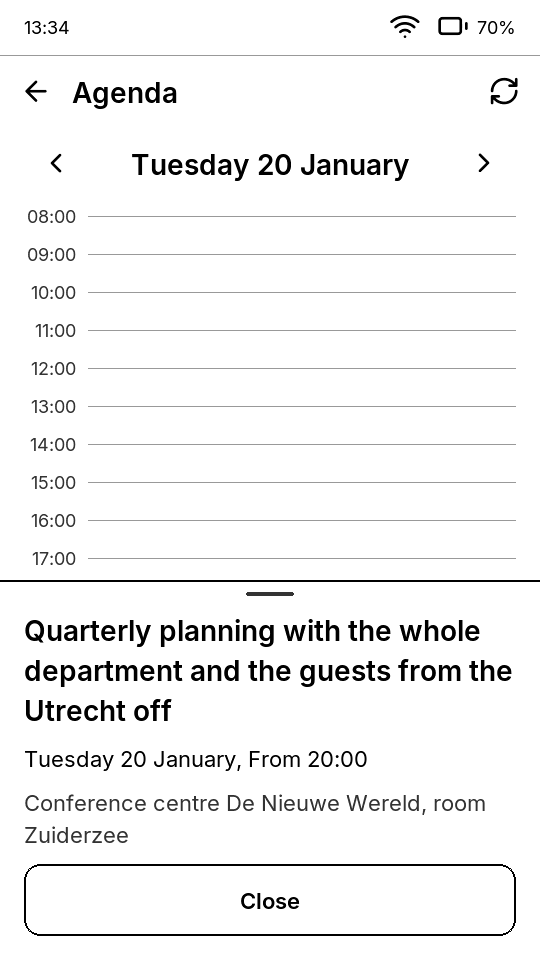 13:34
70%
Agenda
Tuesday 20 January
08:00
09:00
10:00
11:00
12:00
13:00
14:00
15:00
16:00
17:00
Quarterly planning with the whole
department and the guests from the
Utrecht off
Tuesday 20 January, From 20:00
Conference centre De Nieuwe Wereld, room
Zuiderzee
Close